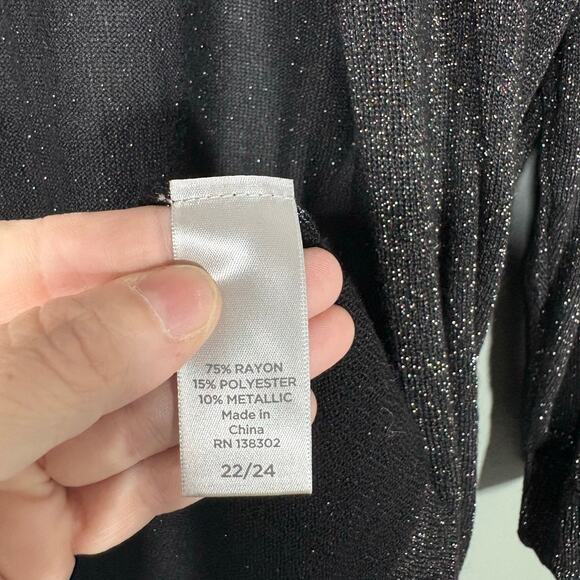 75% RAYON
15% POLYESTER
10% METALLIC
Made in
China
RN 138302
22/24